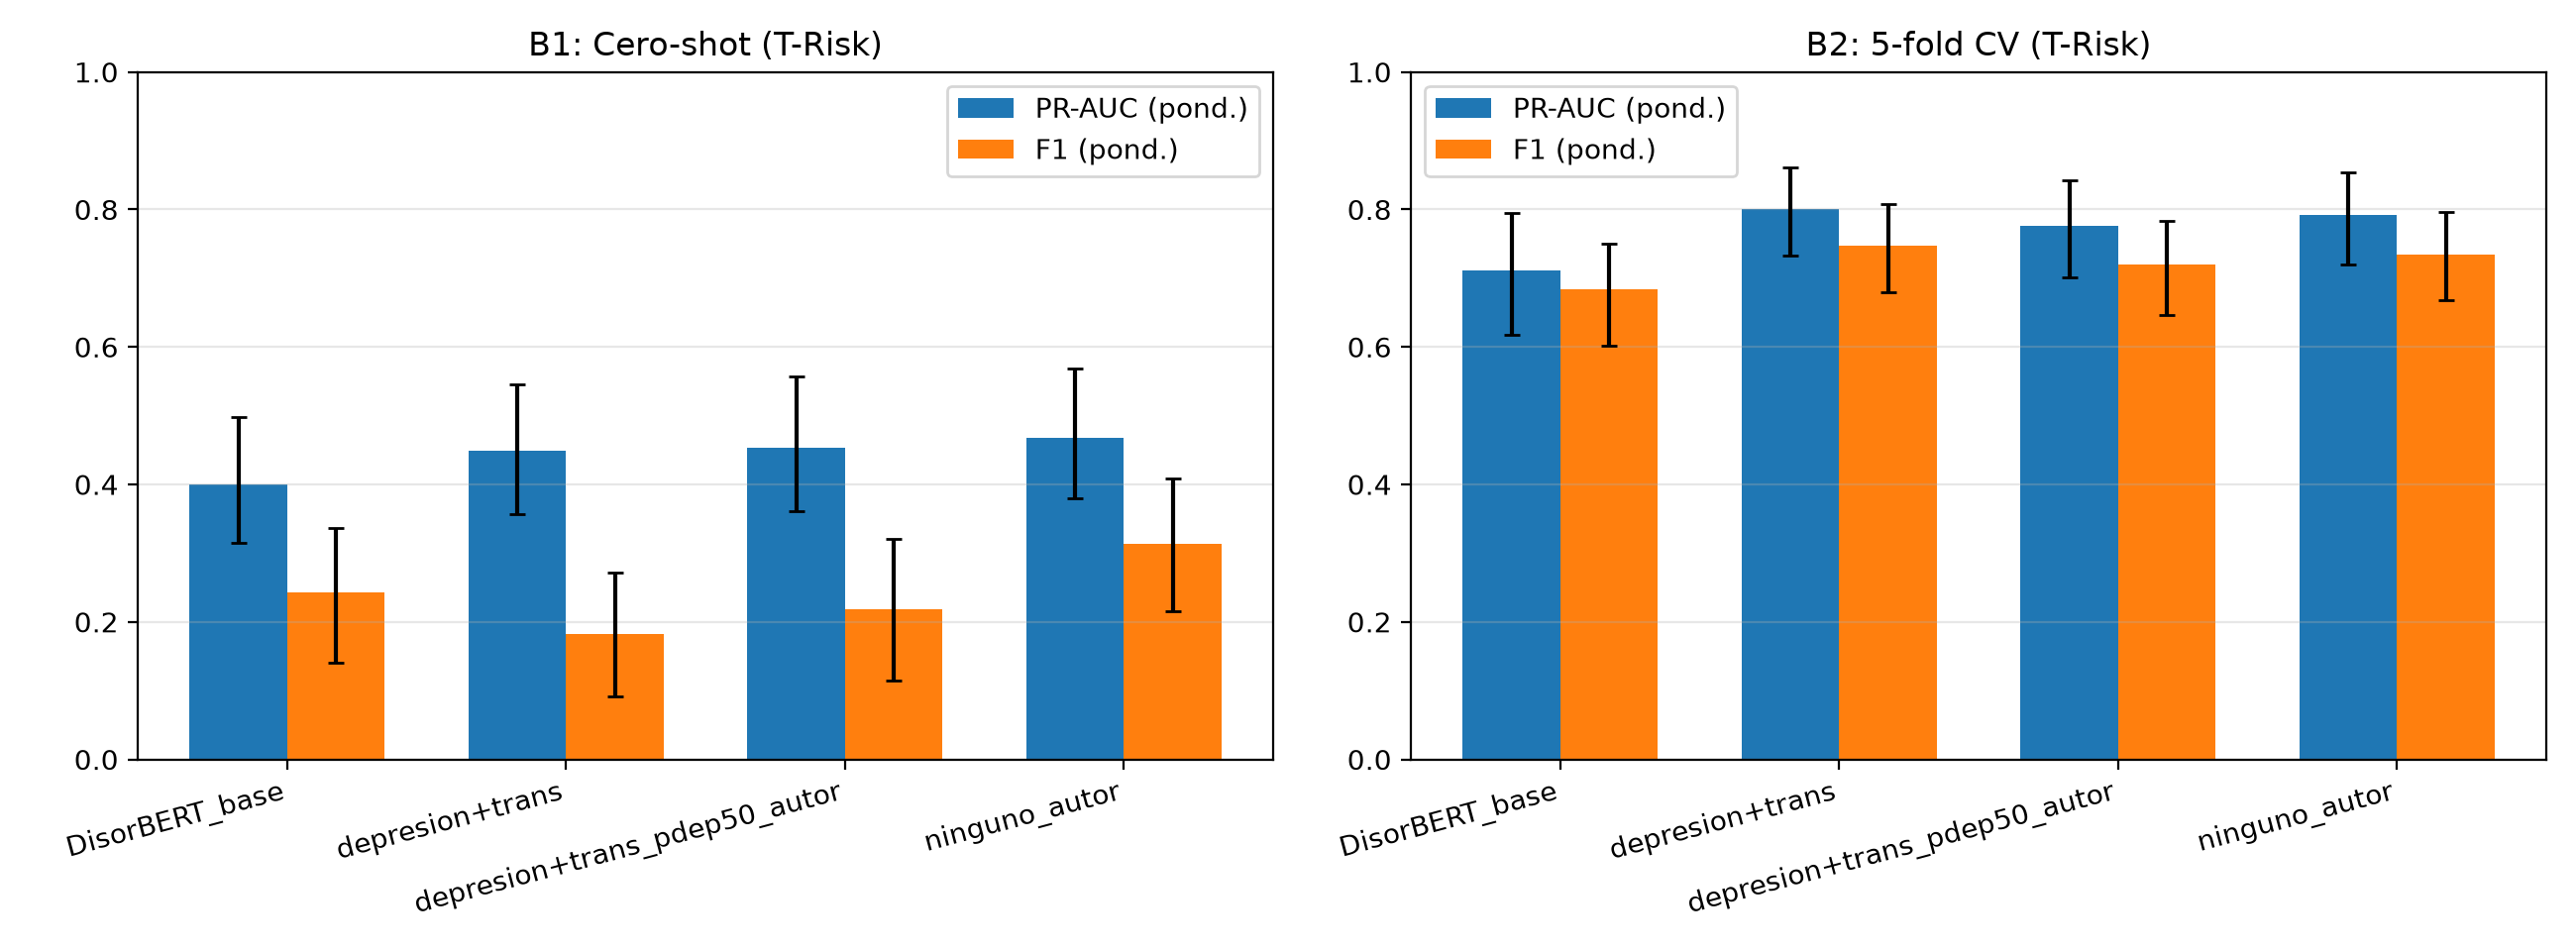 B1: Cero-shot (T-Risk)
1.0
0.8
0.6
0.4
0.2
0.0
PR-AUC (pond.)
F1 (pond.)
DisorBERT_base
depresion+trans
depresion+trans_pdep50_autor
ninguno_autor
B2: 5-fold CV (T-Risk)
1.0
0.8
0.6
0.4
0.2
0.0
PR-AUC (pond.)
F1 (pond.)
DisorBERT_base
depresion+trans
depresion+trans_pdep50_autor
ninguno_autor